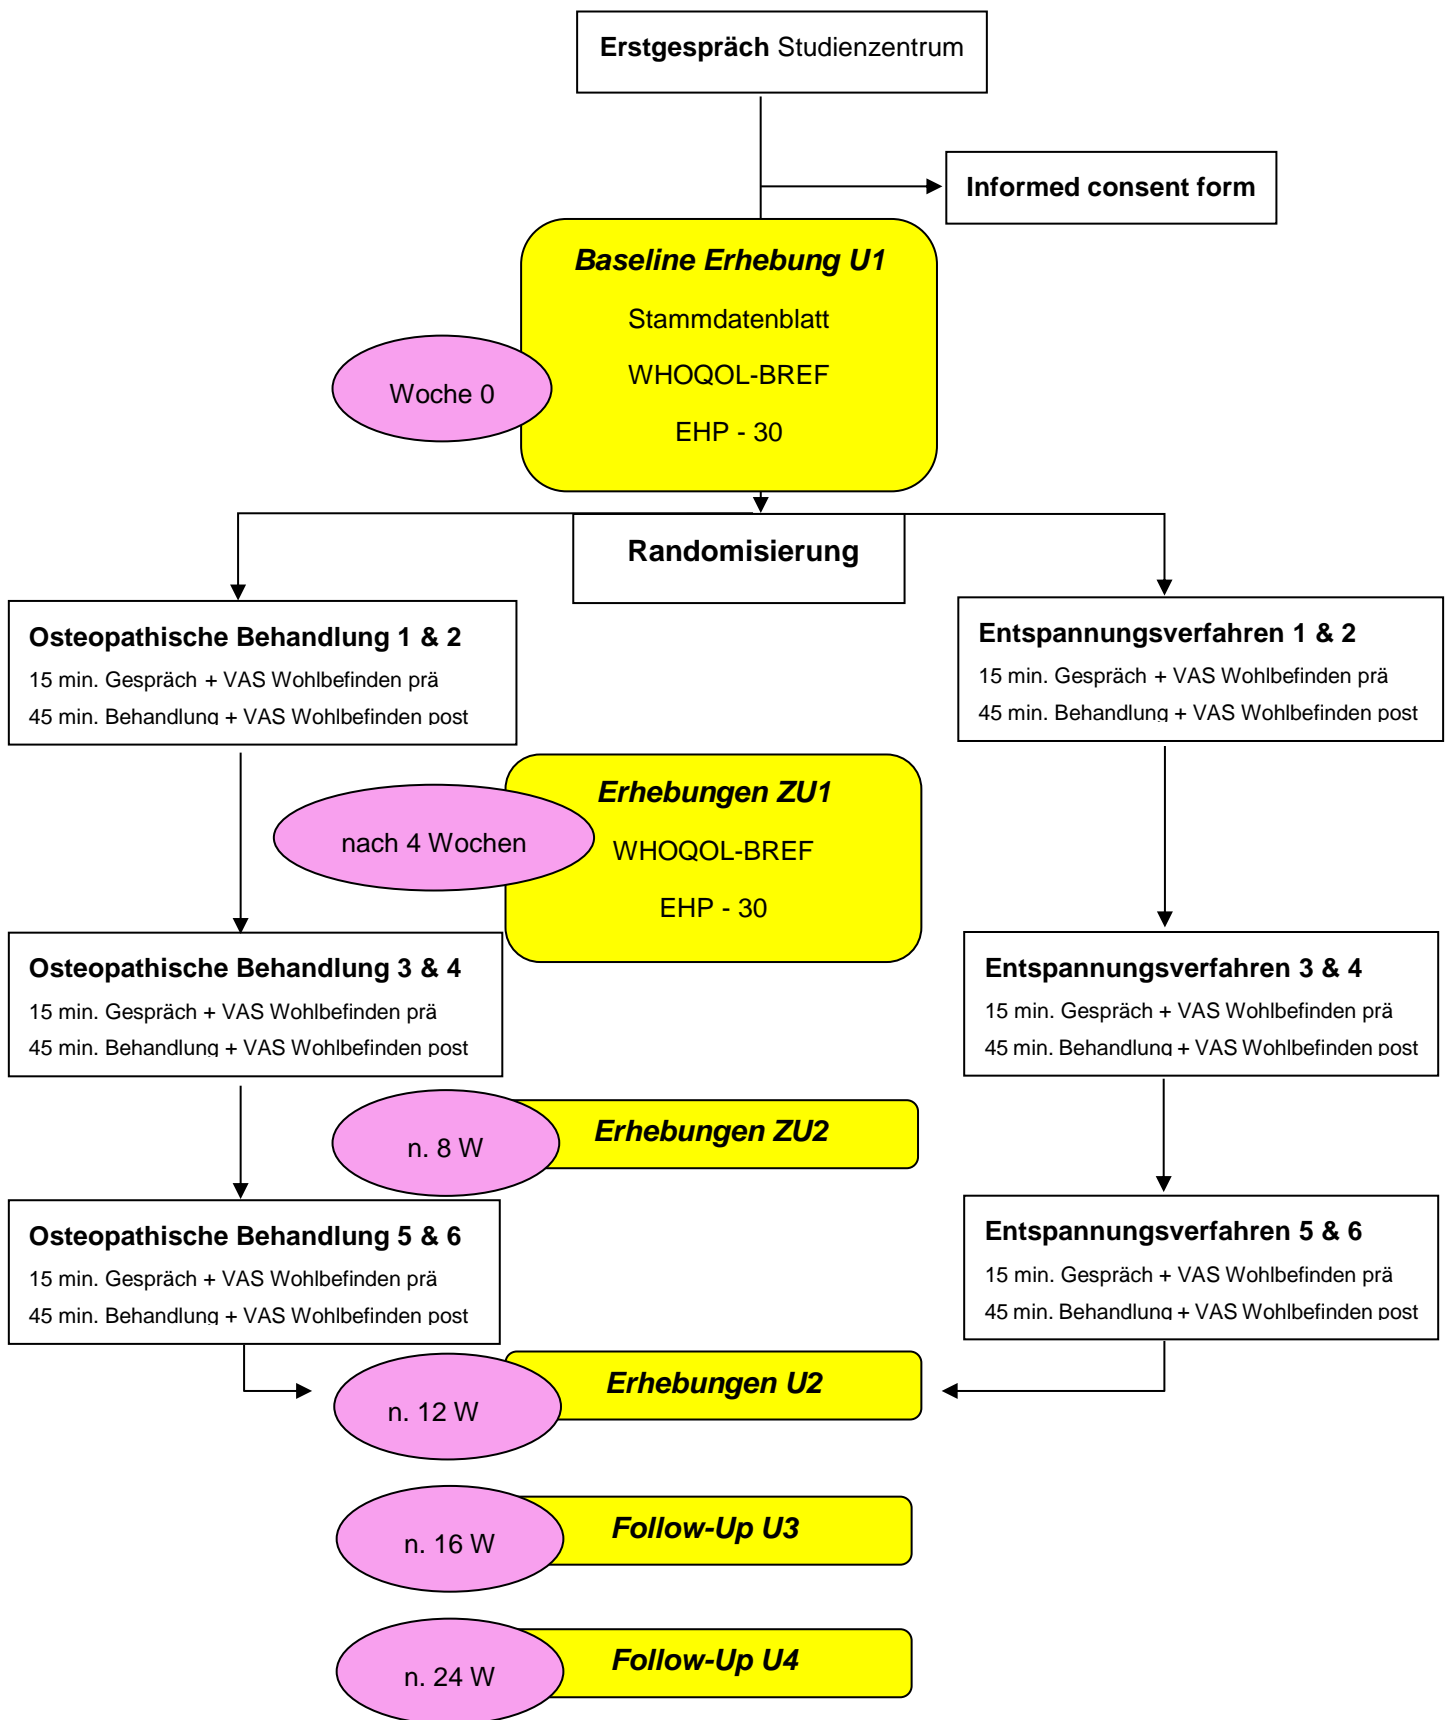 Erstgespräch Studienzentrum
Informed consent form
Baseline Erhebung U1
Stammdatenblatt
WHOQOL-BREF
EHP - 30
Woche 0
Randomisierung
Osteopathische Behandlung 1 & 2
15 min. Gespräch + VAS Wohlbefinden prä
45 min. Behandlung + VAS Wohlbefinden post
Entspannungsverfahren 1 & 2
15 min. Gespräch + VAS Wohlbefinden prä
45 min. Behandlung + VAS Wohlbefinden post
Erhebungen ZU1
WHOQOL-BREF
EHP - 30
nach 4 Wochen
Osteopathische Behandlung 3 & 4
15 min. Gespräch + VAS Wohlbefinden prä
45 min. Behandlung + VAS Wohlbefinden post
Entspannungsverfahren 3 & 4
15 min. Gespräch + VAS Wohlbefinden prä
45 min. Behandlung + VAS Wohlbefinden post
Erhebungen ZU2
n. 8 W
Osteopathische Behandlung 5 & 6
15 min. Gespräch + VAS Wohlbefinden prä
45 min. Behandlung + VAS Wohlbefinden post
Entspannungsverfahren 5 & 6
15 min. Gespräch + VAS Wohlbefinden prä
45 min. Behandlung + VAS Wohlbefinden post
Erhebungen U2
n. 12 W
Follow-Up U3
n. 16 W
Follow-Up U4
n. 24 W